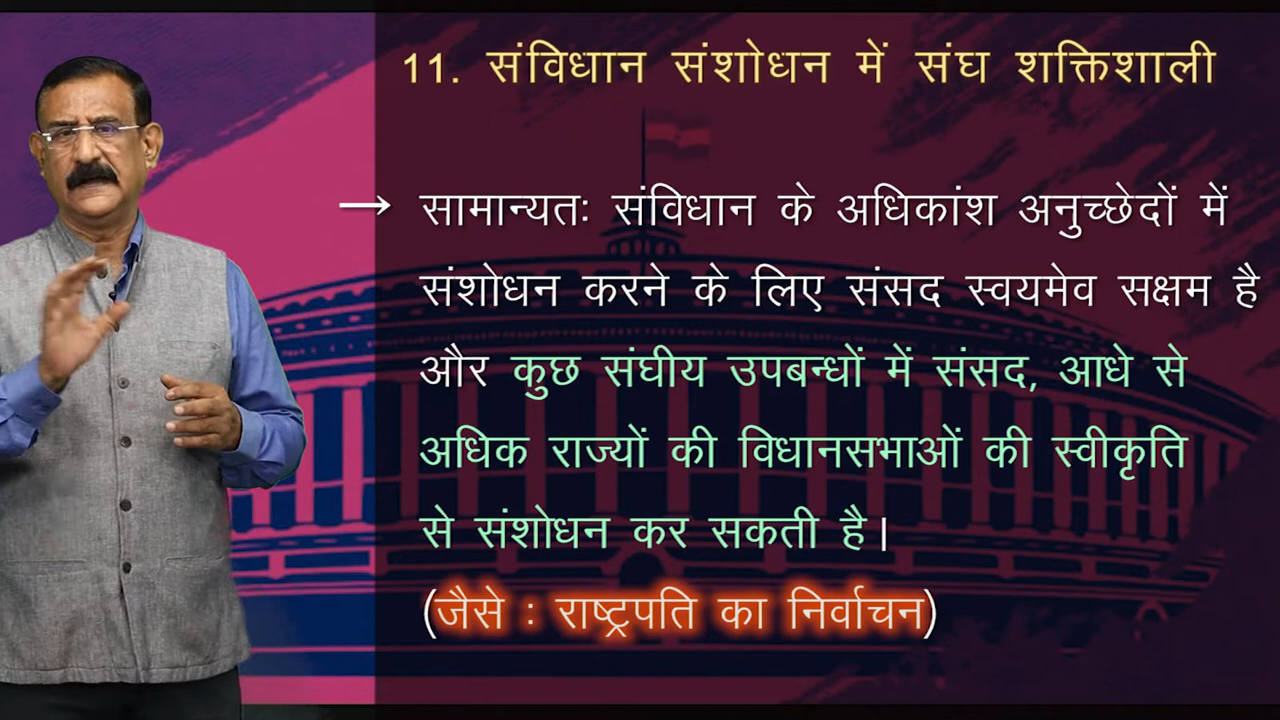 11. संविधान संशोधन में संघ शक्तिशाली
→ सामान्यतः संविधान के अधिकांश अनुच्छेदों में
संशोधन करने के लिए संसद स्वयमेव सक्षम है
और कुछ संघीय उपबन्धों में संसद, आधे से
अधिक राज्यों की विधानसभाओं की स्वीकृति
से संशोधन कर सकती है।
(जैसे : राष्ट्रपति का निर्वाचन)